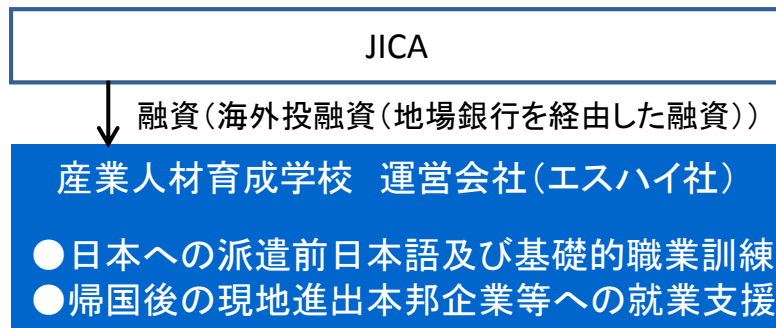 JICA
融資(海外投融資(地場銀行を経由した融資))
産業人材育成学校　運営会社(エスハイ社)
●日本への派遣前日本語及び基礎的職業訓練
●帰国後の現地進出本邦企業等への就業支援